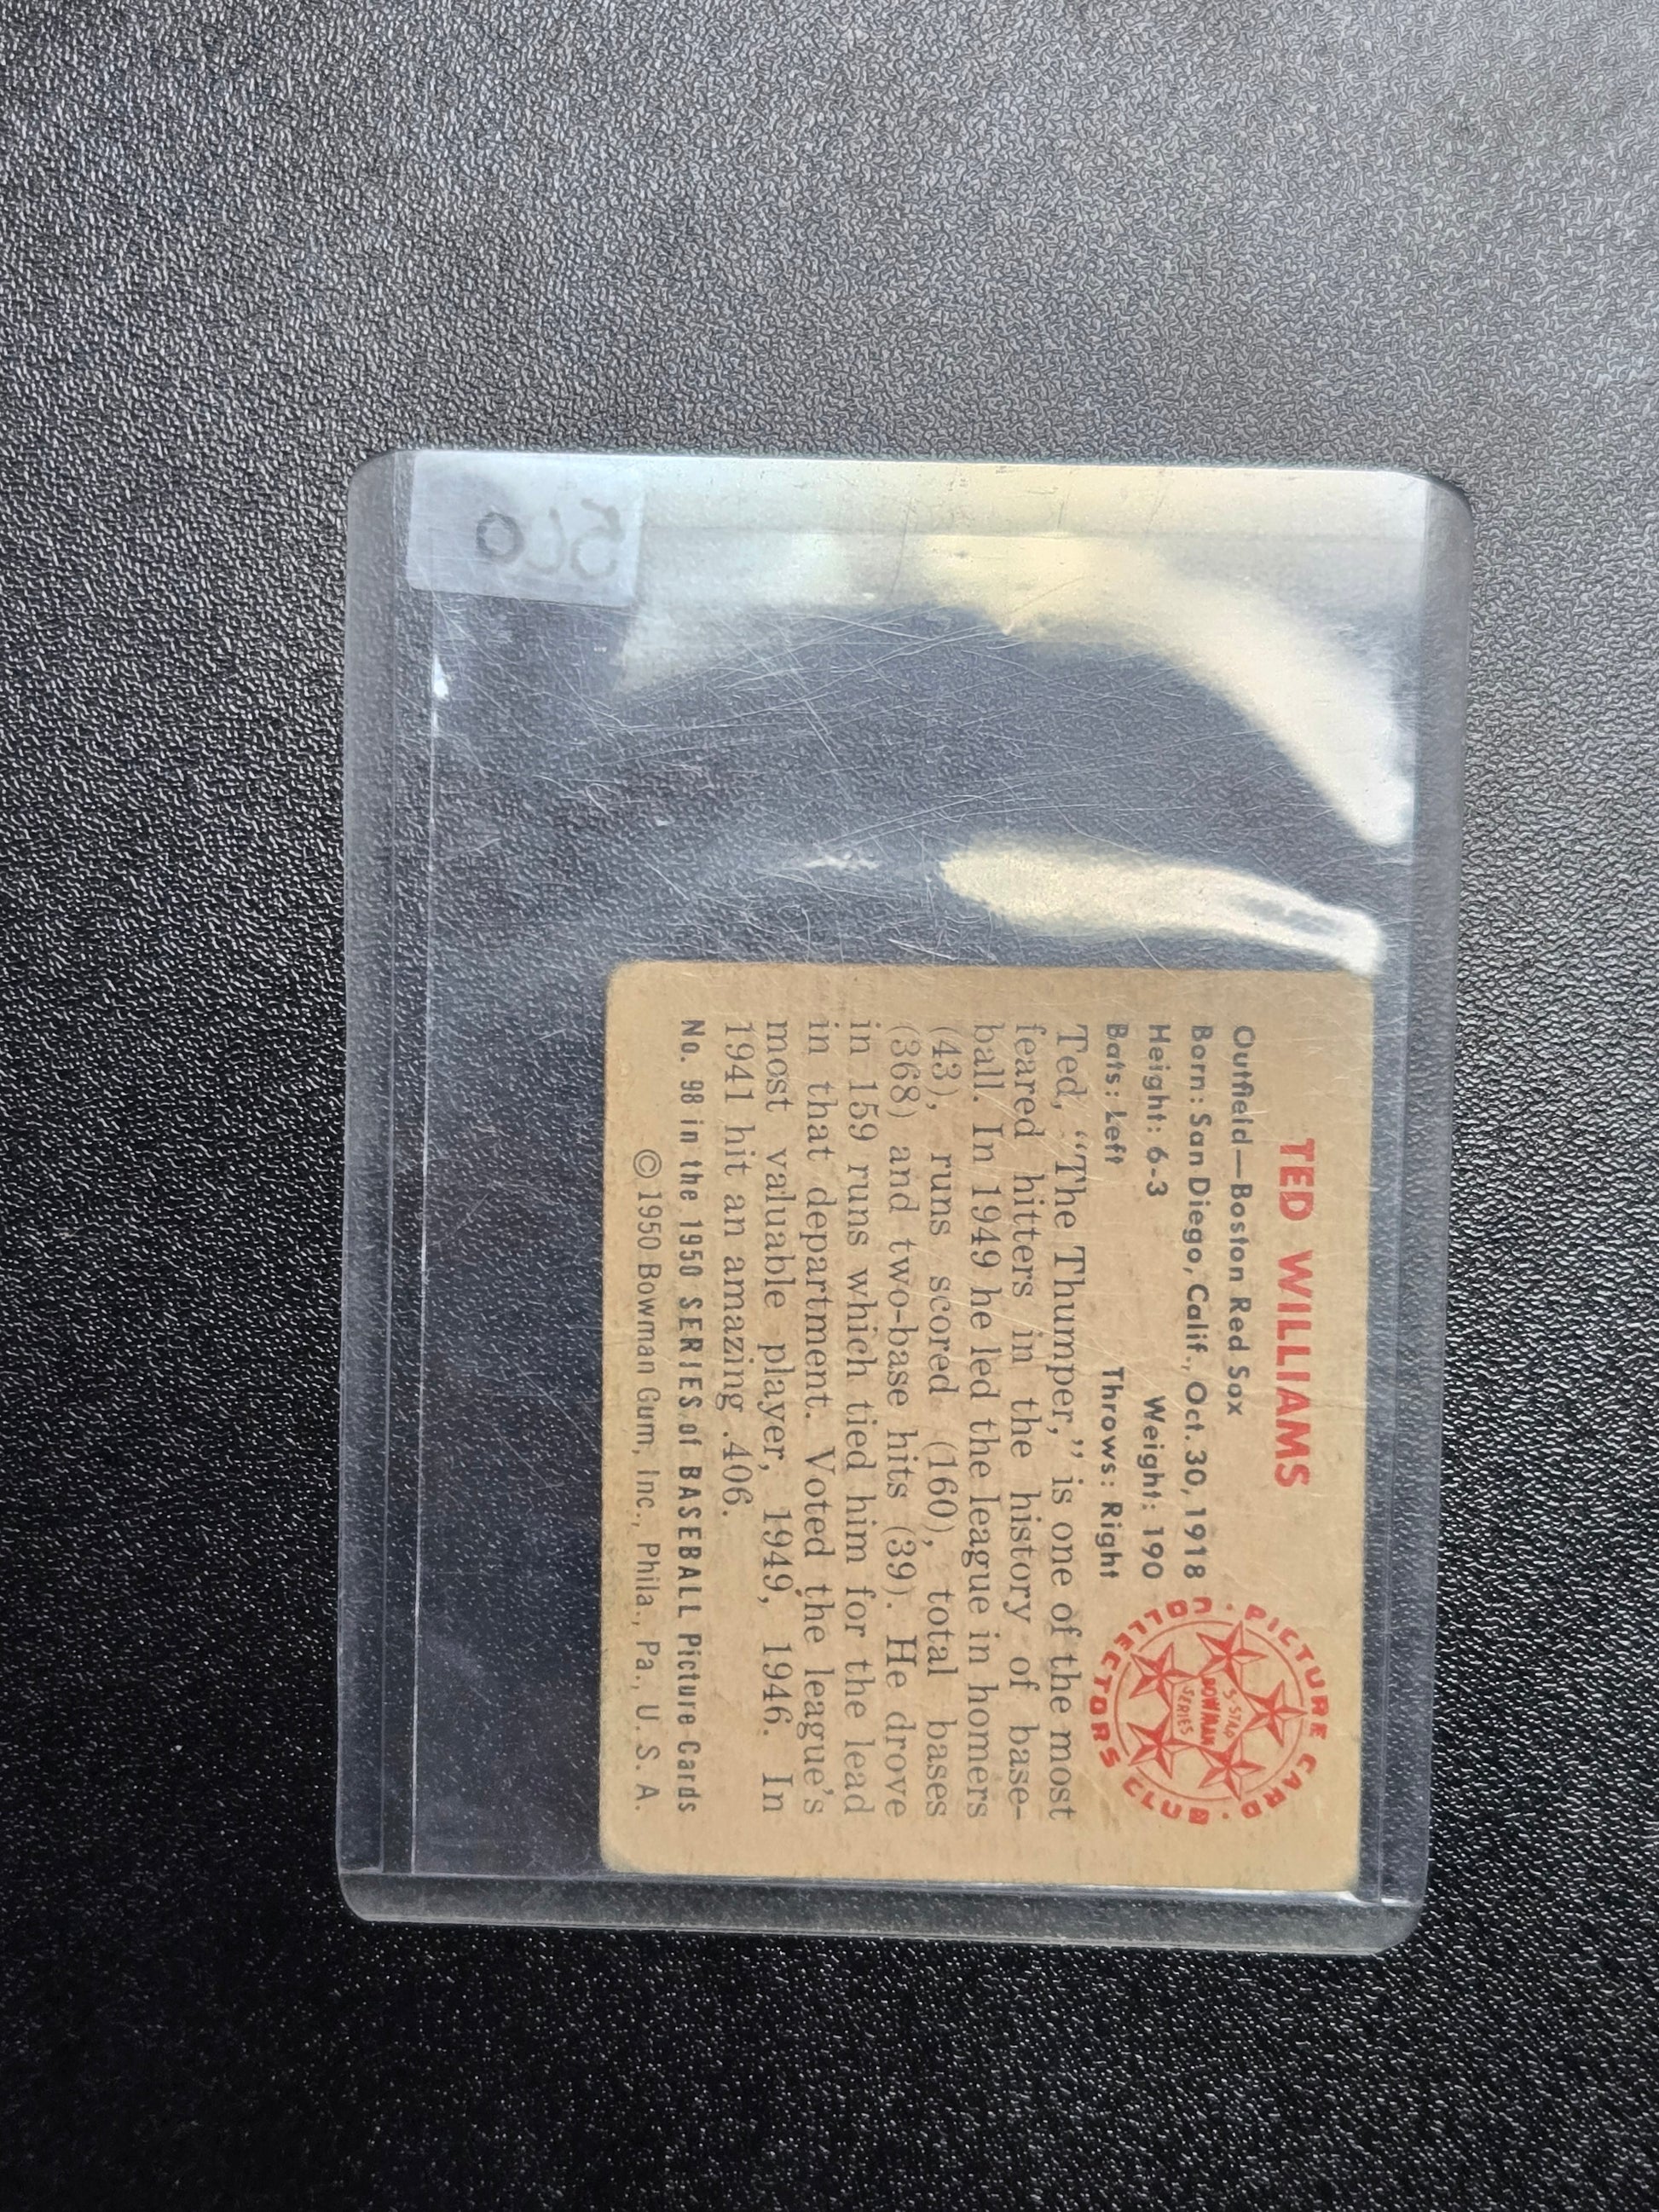 TED WILLIAMS
Outfield—Boston Red Sox
Born: San Diego, Calif., Oct. 30, 1918
Height: 6-3 Weight: 190
Bats: Left Throws: Right
Ted, “The Thumper,” is one of the most
feared hitters in the history of base-
ball. In 1949 he led the league in homers
(43), runs scored (160), total bases
(368) and two-base hits (39). He drove
in 159 runs which tied him for the lead
in that department. Voted the league's
most valuable player, 1949, 1946. In
1941 hit an amazing .406.
No. 98 in the 1950 SERIES of BASEBALL Picture Cards
©1950 Bowman Gum, Inc., Phila., Pa., U. S. A.
PICTURE CARD · COLLECTORS CLUB ·
5-STAR
BOWMAN
SERIES
500